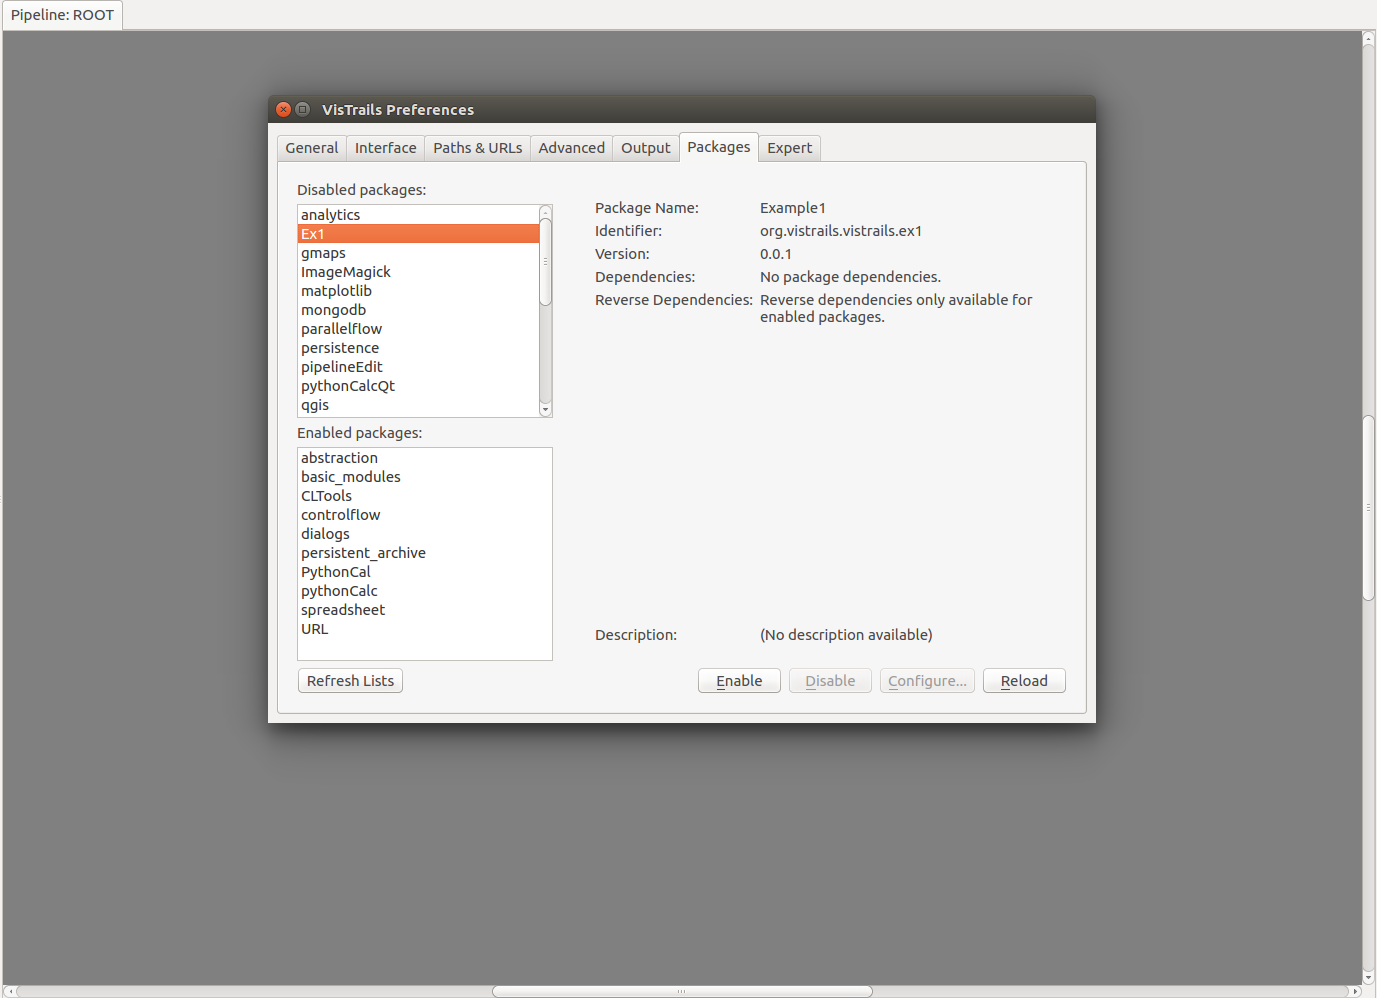 Pipeline: ROOT
VisTrails Preferences
General Interface Paths & URLs Advanced Output Packages Expert
Disabled packages:
analytics
Ex1
gmaps
ImageMagick
matplotlib
mongodb
parallelflow
persistence
pipelineEdit
pythonCalcQt
qgis
Enabled packages:
abstraction
basic_modules
CLTools
controlflow
dialogs
persistent_archive
PythonCal
pythonCalc
spreadsheet
URL
Refresh Lists
Package Name: Example1
Identifier: org.vistrails.vistrails.ex1
Version: 0.0.1
Dependencies: No package dependencies.
Reverse Dependencies: Reverse dependencies only available for
enabled packages.
Description: (No description available)
Enable Disable Configure... Reload